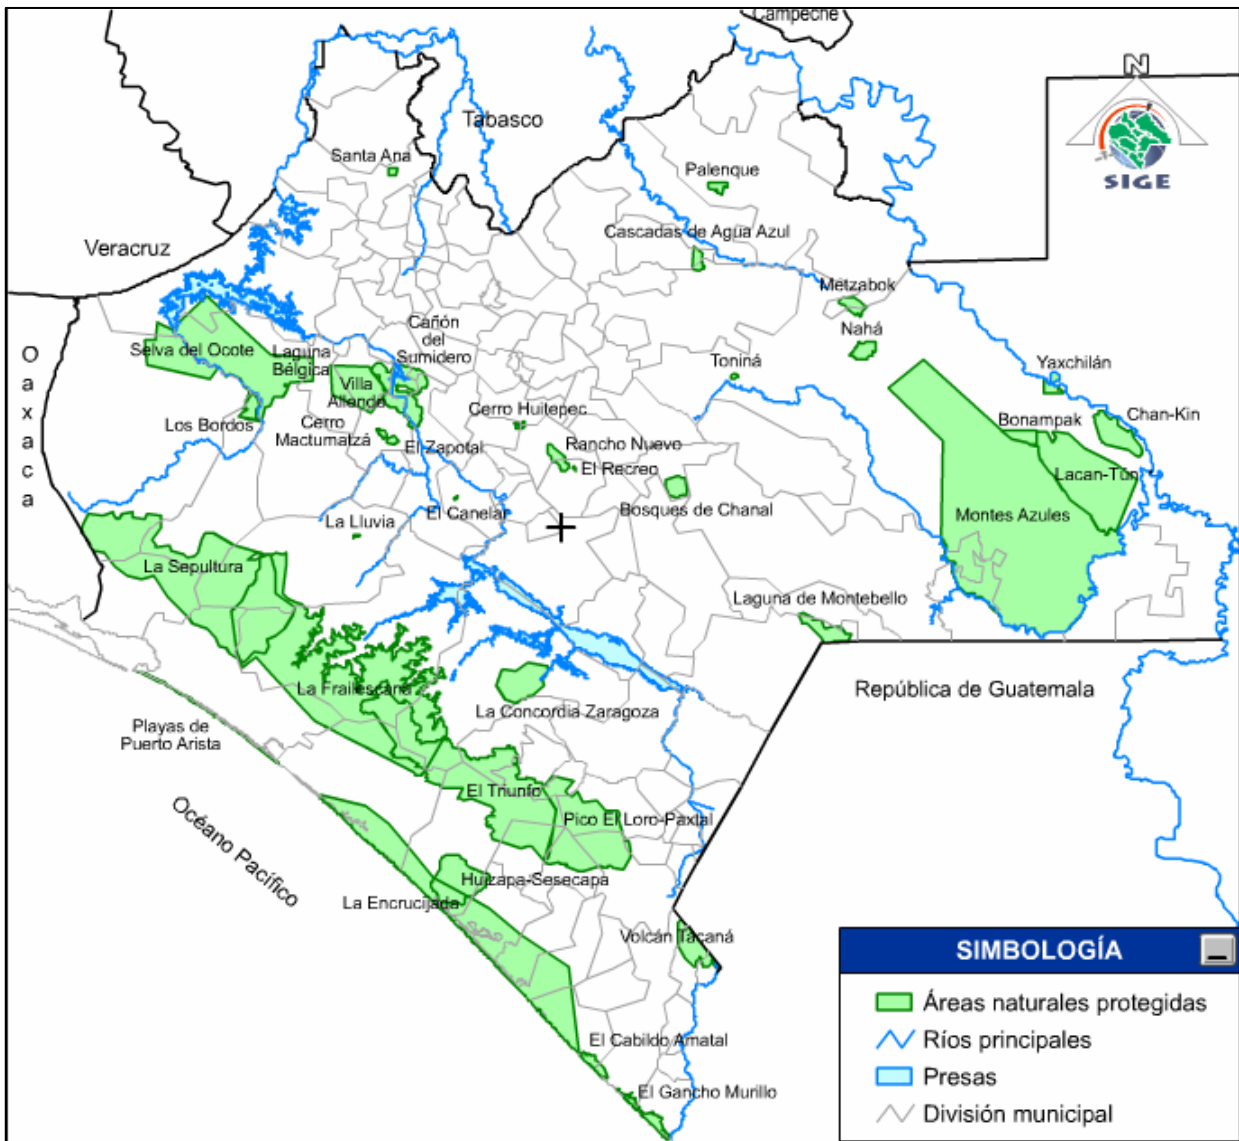 Campeche
N
Tabasco
Santa Ana
Palenque
SIGE
Veracruz
Cascadas de Agua Azul
Metzabok
Nahá
Oaxaca
Cañón
del
Sumidero
Selva del Ocote
Laguna
Bélgica
Villa
Allende
Toniná
Yaxchilán
Los Bordos
Cerro
Mactumatzá
El Zapotal
Cerro Huitepec
Bonampak
Chan-Kin
Rancho Nuevo
El Recreo
Lacan-Tún
Bosques de Chanal
Montes Azules
La Lluvia
El Canelar
La Sepultura
Laguna de Montebello
La Frailescana
República de Guatemala
La Concordia Zaragoza
Playas de
Puerto Arista
El Triunfo
Pico El Loro-Paxtal
Océano Pacífico
Huizapa-Sesecapa
La Encrucijada
Volcán Tacaná
El Cabildo Amatal
El Gancho Murillo
SIMBOLOGÍA
Áreas naturales protegidas
Ríos principales
Presas
División municipal